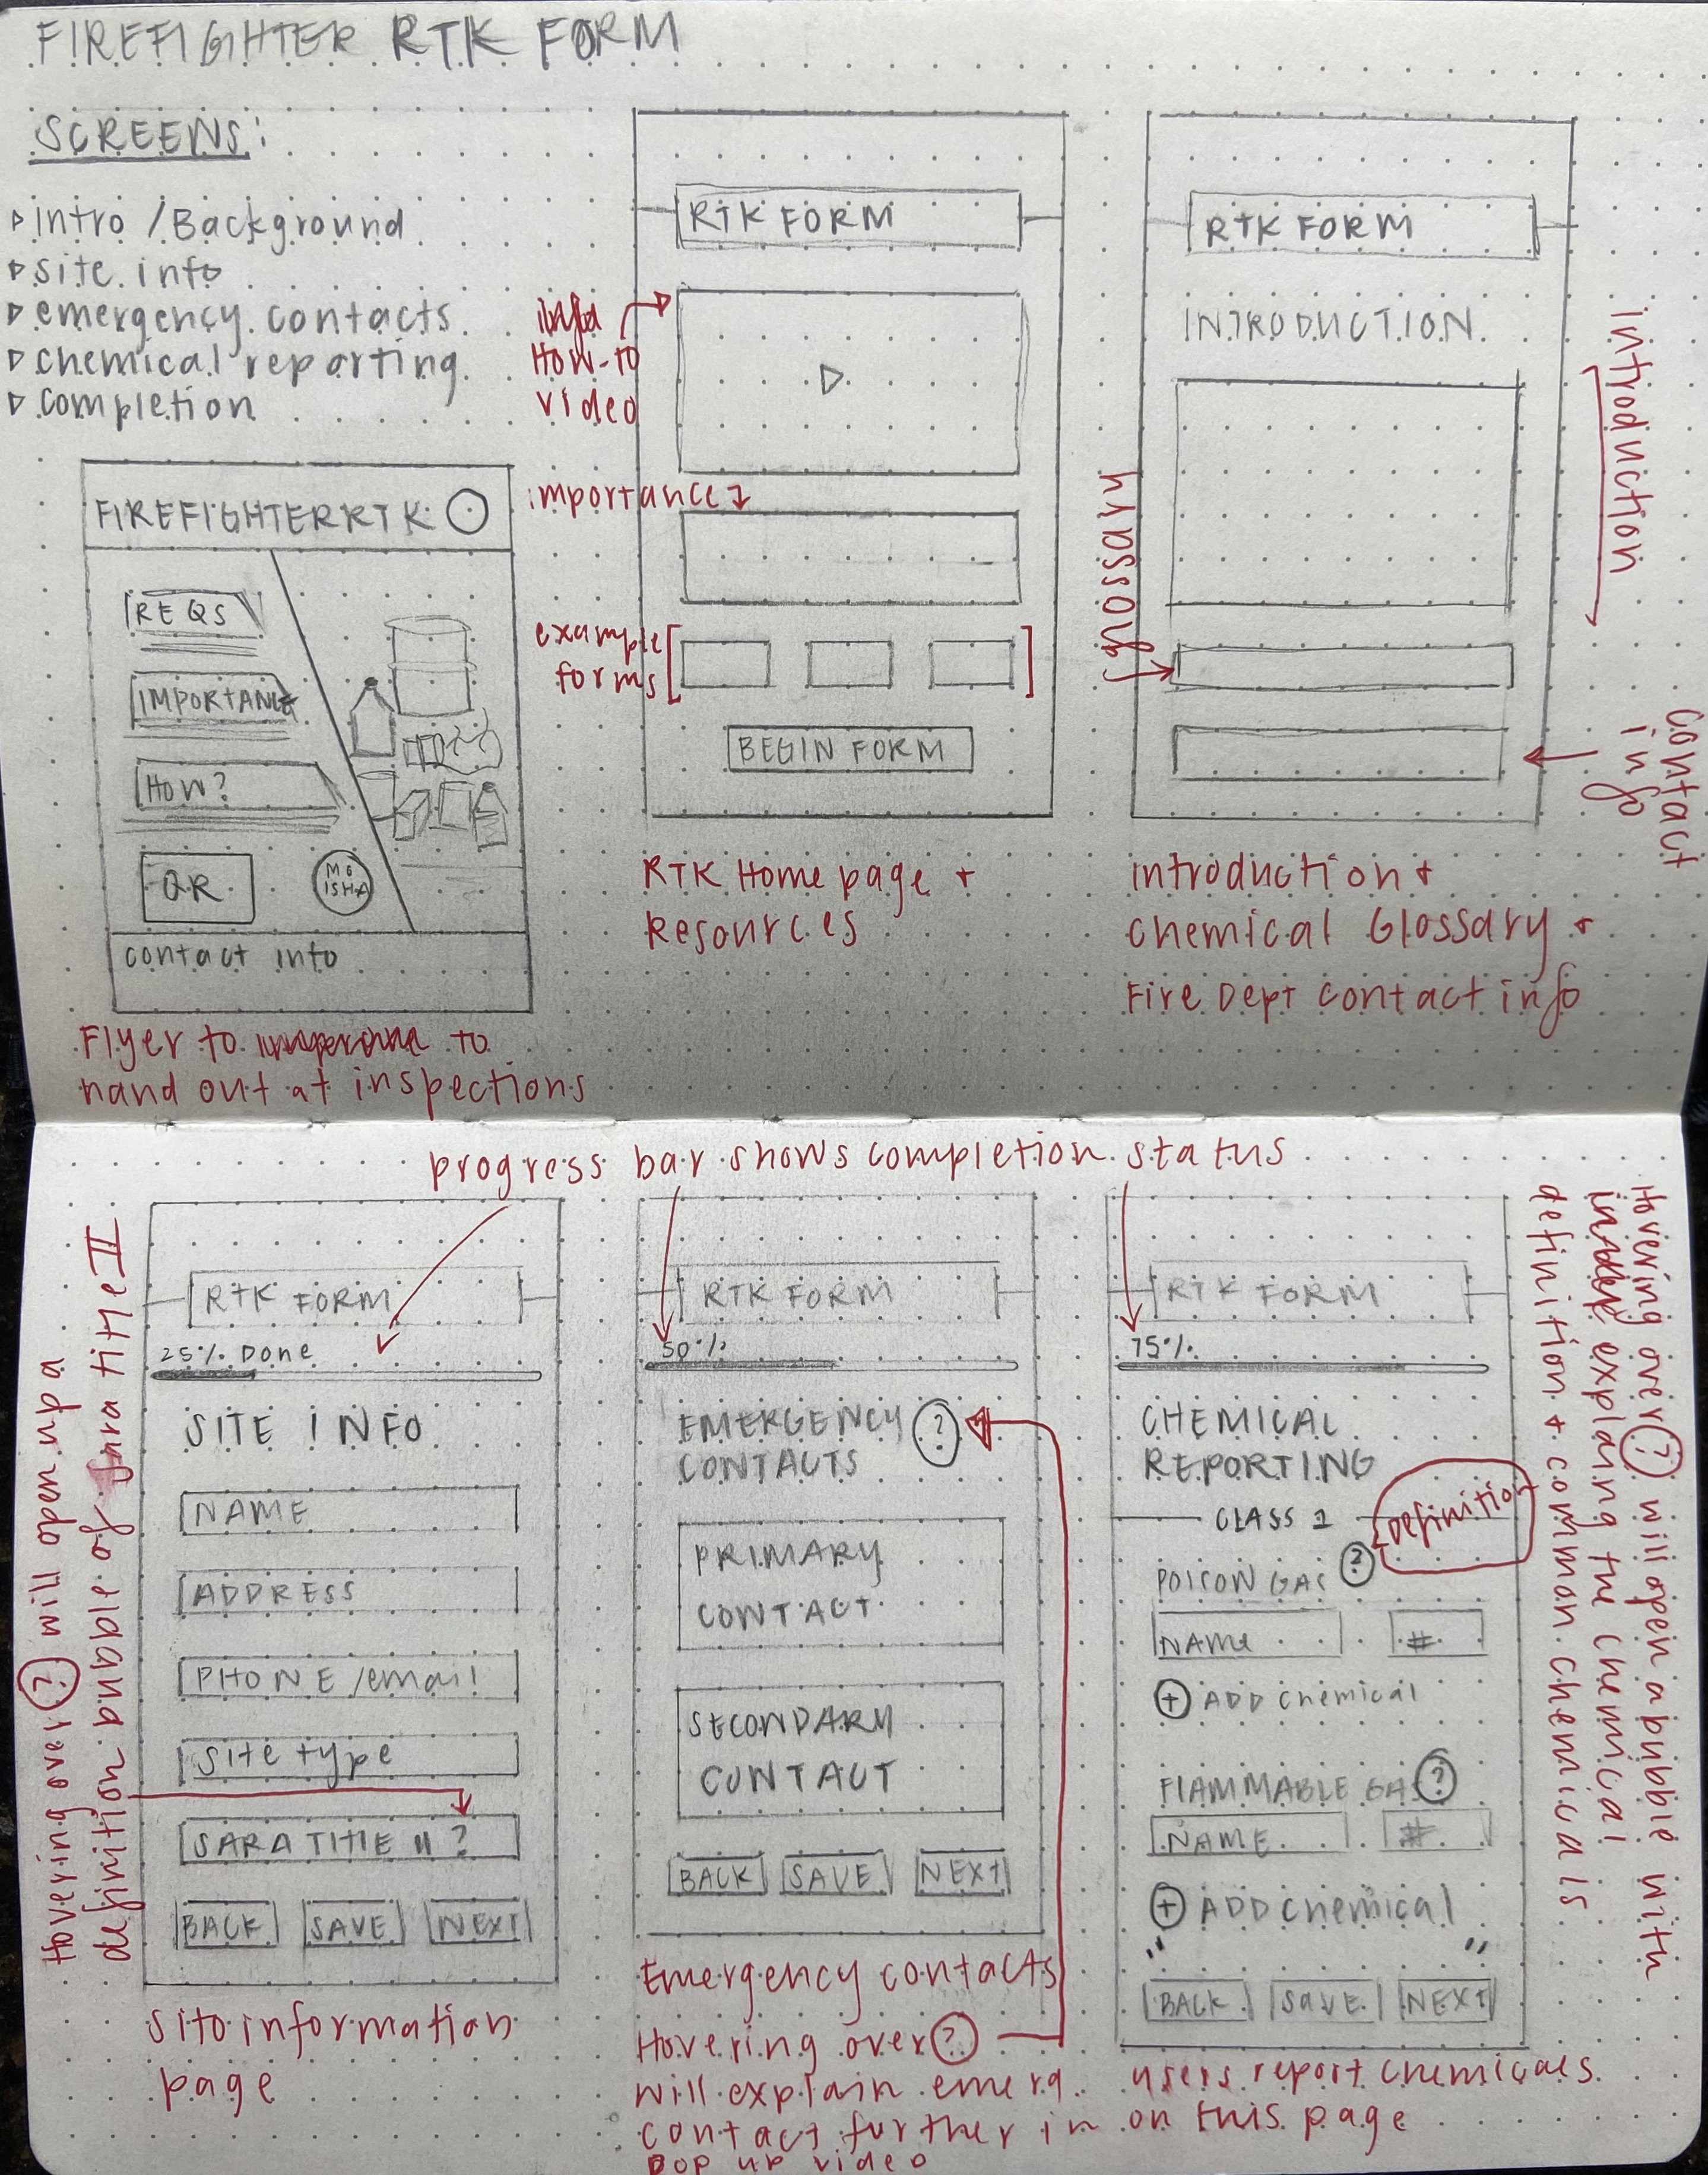 FIREFIGHTER RTK FORM
SCREENS:
▷ intro / Background
▷ site info
▷ emergency contacts
▷ chemical reporting
▷ completion
FIREFIGHTER RTK
REQS
IMPORTANCE
HOW?
QR
contact info
Flyer to to
hand out at inspections
RTK FORM
How-to
video
importance
example
forms
BEGIN FORM
RTK Home page +
Resources
RTK FORM
INTRODUCTION
introduction
glossary
contact
info
introduction +
chemical Glossary +
Fire Dept contact info
progress bar shows completion status
Hovering over ? will open up a
definition bubble of Sara title II
RTK FORM
25% Done
SITE INFO
NAME
ADDRESS
PHONE / email
Site type
SARA TITLE II ?
BACK SAVE NEXT
Site information
page
RTK FORM
50%
EMERGENCY ?
CONTACTS
PRIMARY
CONTACT
SECONDARY
CONTACT
BACK SAVE NEXT
Emergency contacts
Hovering over ?
will explain emerg
contact further in
pop up video
RTK FORM
75%
CHEMICAL
REPORTING
CLASS 1
Definition
POISON GAS ?
NAME #
+ ADD chemical
FLAMMABLE GAS ?
NAME #
+ ADD chemical
" "
BACK SAVE NEXT
users report chemicals
on this page
Hovering over ? will open a bubble with
explaining the chemical
definition + common chemicals